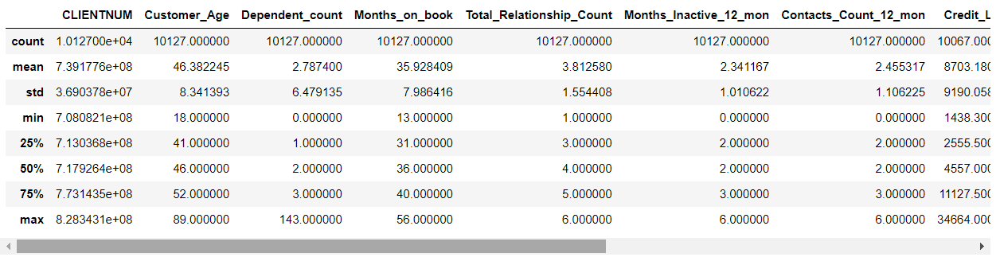 CLIENTNUM Customer_Age Dependent_count Months_on_book Total_Relationship_Count Months_Inactive_12_mon Contacts_Count_12_mon Credit_L
count 1.012700e+04 10127.000000 10127.000000 10127.000000 10127.000000 10127.000000 10127.000000 10067.000
mean 7.391776e+08 46.382245 2.787400 35.928409 3.812580 2.341167 2.455317 8703.180
std 3.690378e+07 8.341393 6.479135 7.986416 1.554408 1.010622 1.106225 9190.058
min 7.080821e+08 18.000000 0.000000 13.000000 1.000000 0.000000 0.000000 1438.300
25% 7.130368e+08 41.000000 1.000000 31.000000 3.000000 2.000000 2.000000 2555.500
50% 7.179264e+08 46.000000 2.000000 36.000000 4.000000 2.000000 2.000000 4557.000
75% 7.731435e+08 52.000000 3.000000 40.000000 5.000000 3.000000 3.000000 11127.500
max 8.283431e+08 89.000000 143.000000 56.000000 6.000000 6.000000 6.000000 34664.000